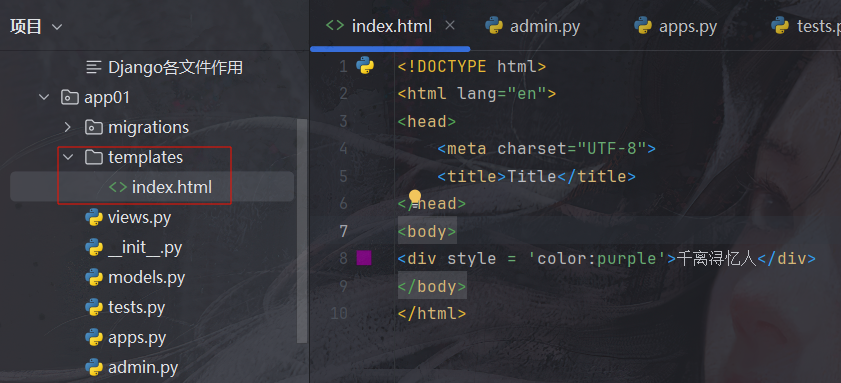 项目
Django各文件作用
app01
migrations
templates
index.html
views.py
__init__.py
models.py
tests.py
apps.py
admin.py
index.html admin.py apps.py tests.p
1 <!DOCTYPE html>
2 <html lang="en">
3 <head>
4 <meta charset="UTF-8">
5 <title>Title</title>
6 </head>
7 <body>
8 <div style = 'color:purple'>千离浔忆人</div>
9 </body>
10 </html>